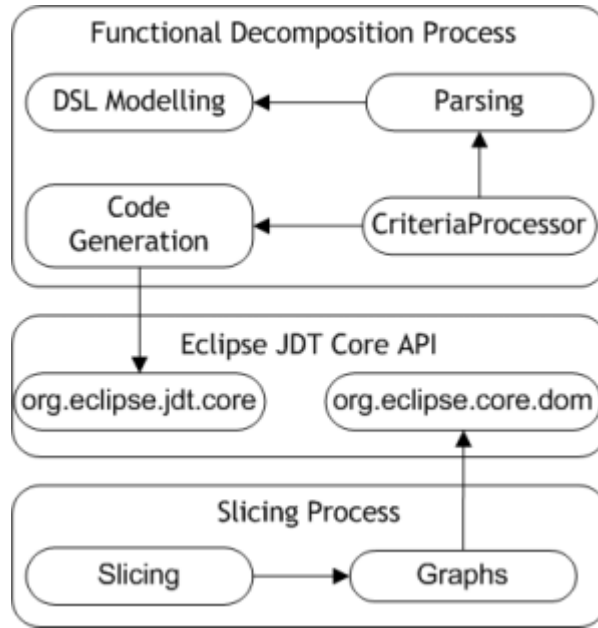 Functional Decomposition Process
DSL Modelling
Parsing
Code
Generation
CriteriaProcessor
Eclipse JDT Core API
org.eclipse.jdt.core
org.eclipse.core.dom
Slicing Process
Slicing
Graphs